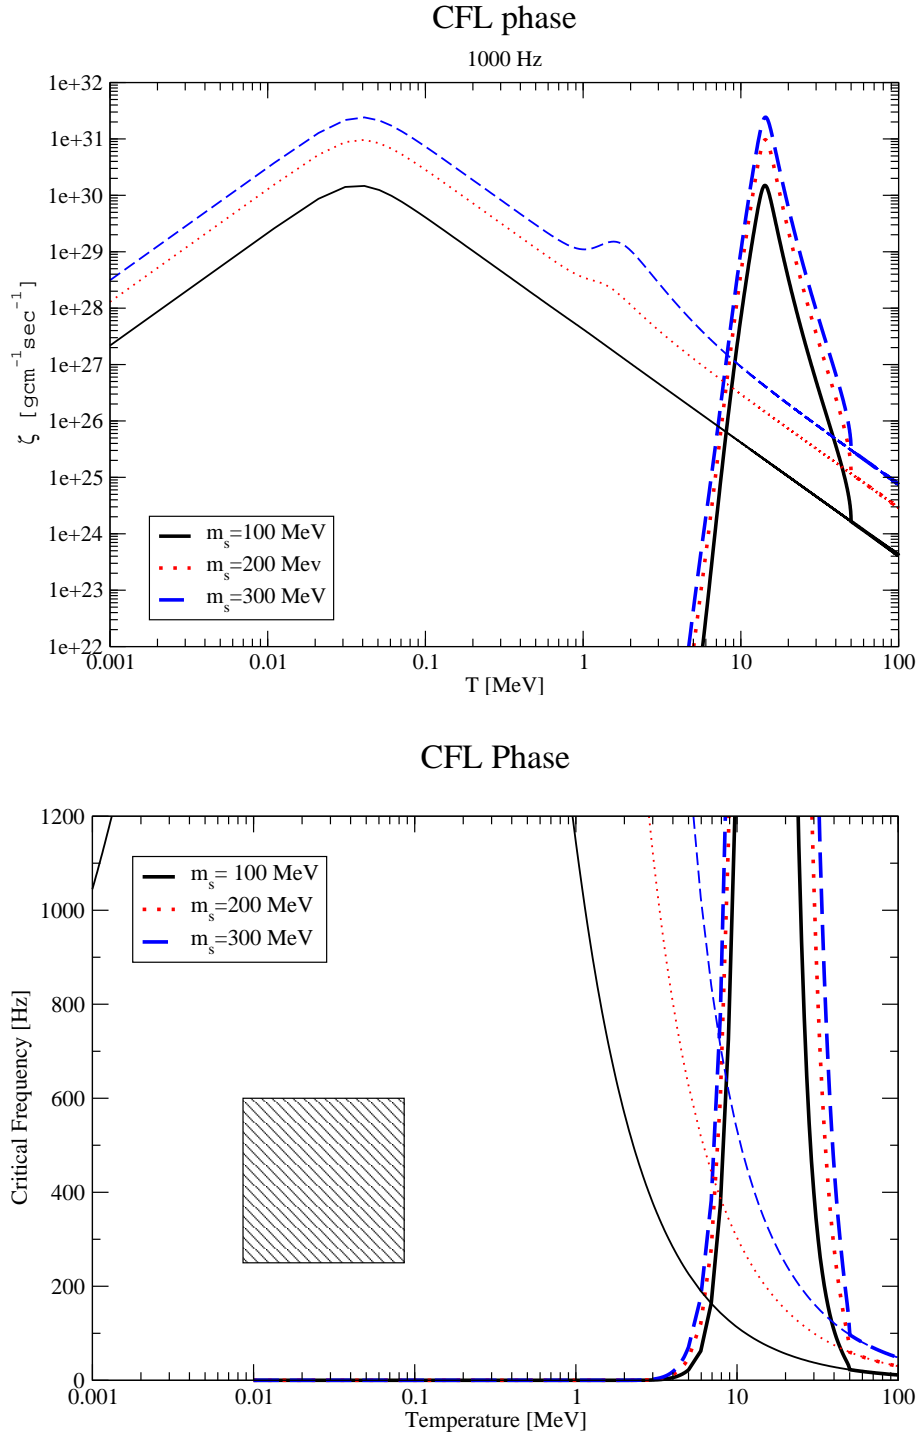 CFL phase
1000 Hz
1e+32
1e+31
1e+30
1e+29
1e+28
1e+27
1e+26
1e+25
1e+24
1e+23
1e+22
ζ [gcm⁻¹sec⁻¹]
m_s=100 MeV
m_s=200 Mev
m_s=300 MeV
0.001 0.01 0.1 1 10 100
T [MeV]
CFL Phase
1200
1000
800
600
400
200
0
Critical Frequency [Hz]
m_s= 100 MeV
m_s=200 MeV
m_s=300 MeV
0.001 0.01 0.1 1 10 100
Temperature [MeV]